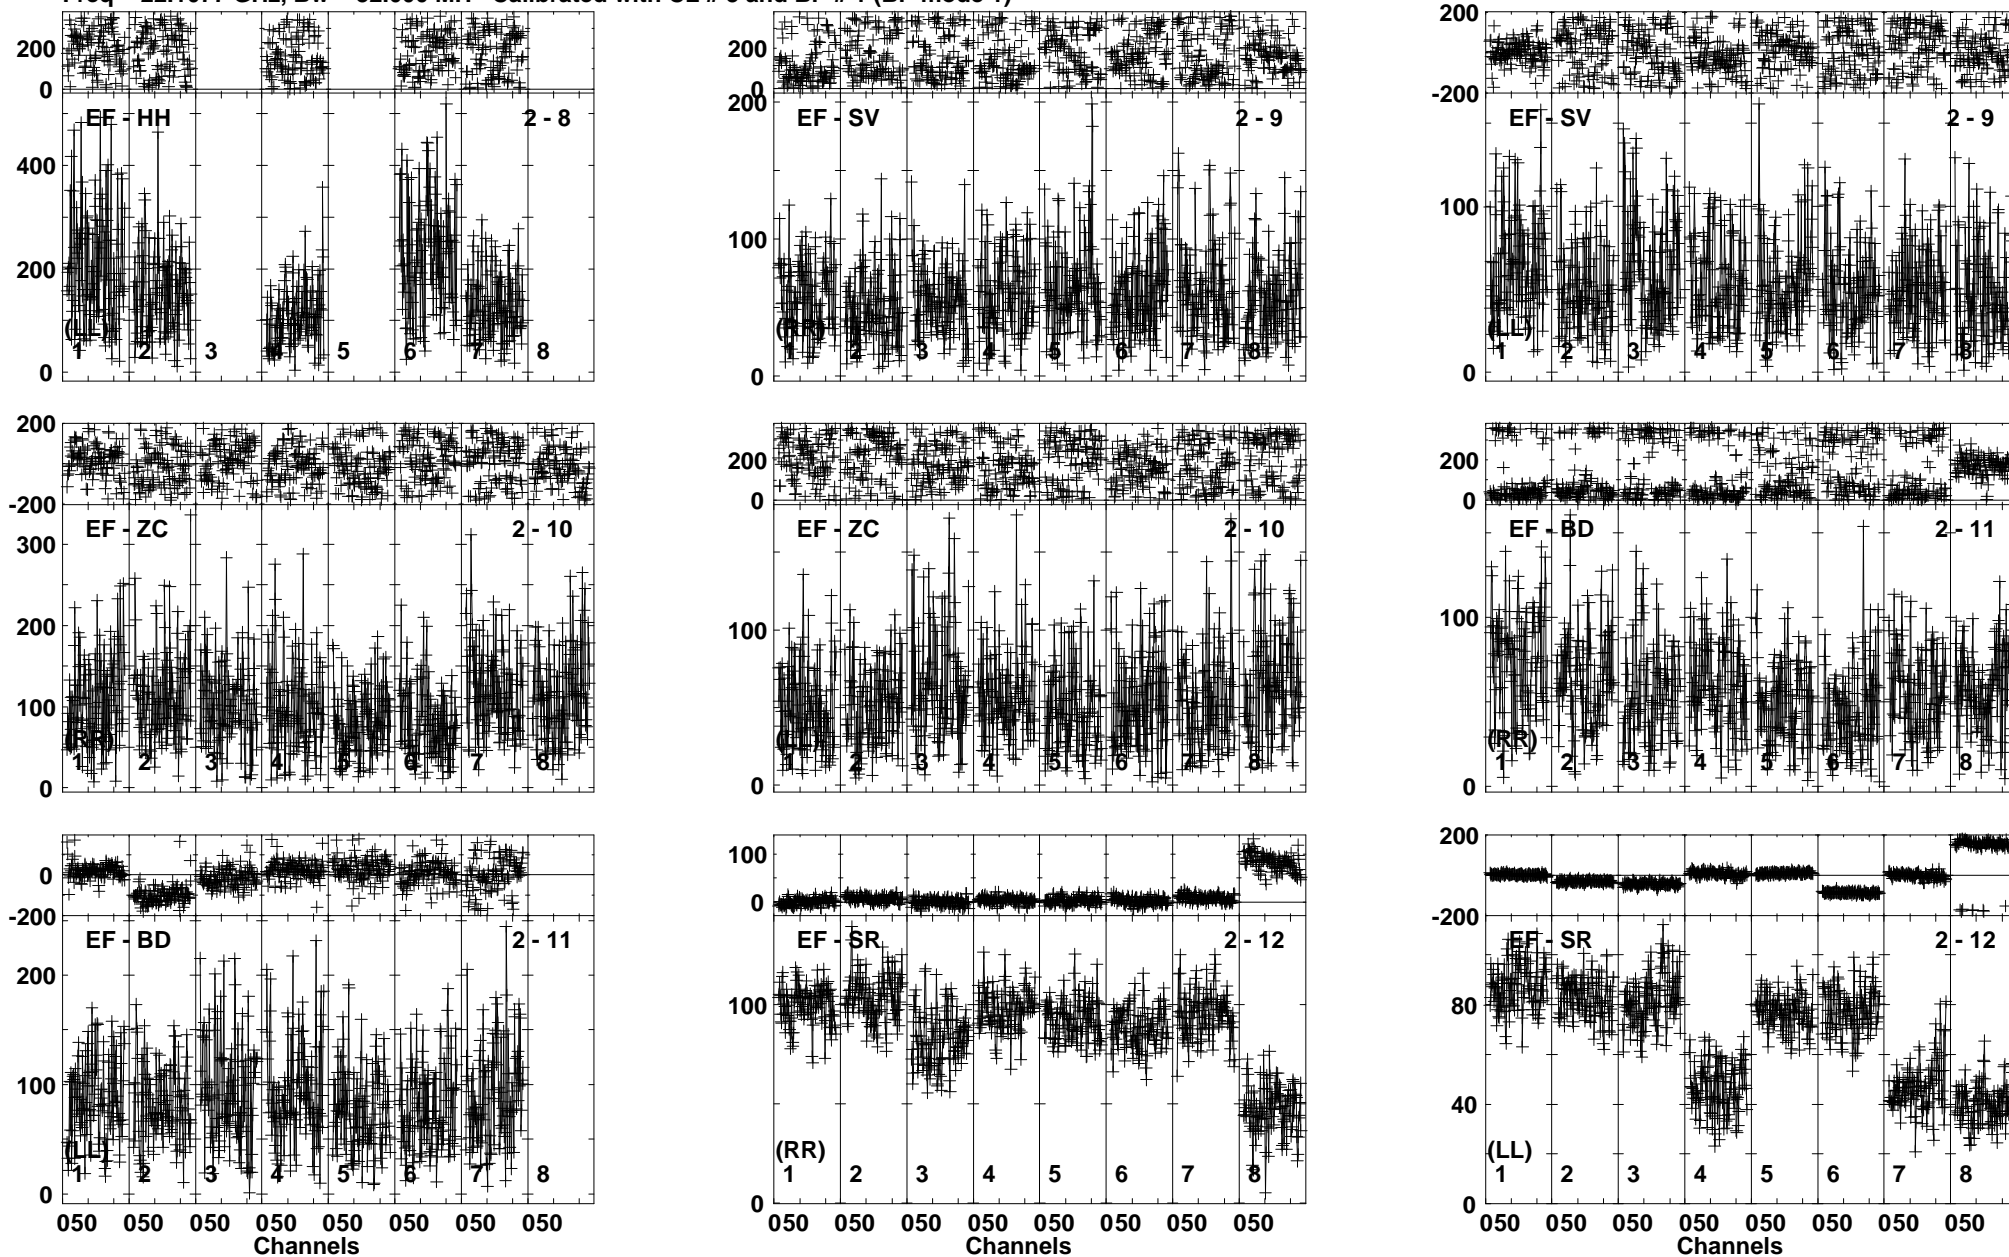 200 200 200
0 0 -200
EF - HH 2 - 8 EF - SV 2 - 9 EF - SV 2 - 9
400 200 100
200 100
0 0 0
(LL) (RR) (LL)
1 2 3 4 5 6 7 8 1 2 3 4 5 6 7 8 1 2 3 4 5 6 7 8
200 200 200
-200 0 0
EF - ZC 2 - 10 EF - ZC 2 - 10 EF - BD 2 - 11
300 100 100
200
100
0 0 0
(RR) (LL) (RR)
1 2 3 4 5 6 7 8 1 2 3 4 5 6 7 8 1 2 3 4 5 6 7 8
0 100 200
-200 0 -200
EF - BD 2 - 11 EF - SR 2 - 12 EF - SR 2 - 12
200 100 80
100 40
0 0 0
(LL) (RR) (LL)
1 2 3 4 5 6 7 8 1 2 3 4 5 6 7 8 1 2 3 4 5 6 7 8
050 050 050 050 050 050 050 050 050 050 050 050 050 050 050 050 050 050 050 050 050 050 050 050
Channels Channels Channels